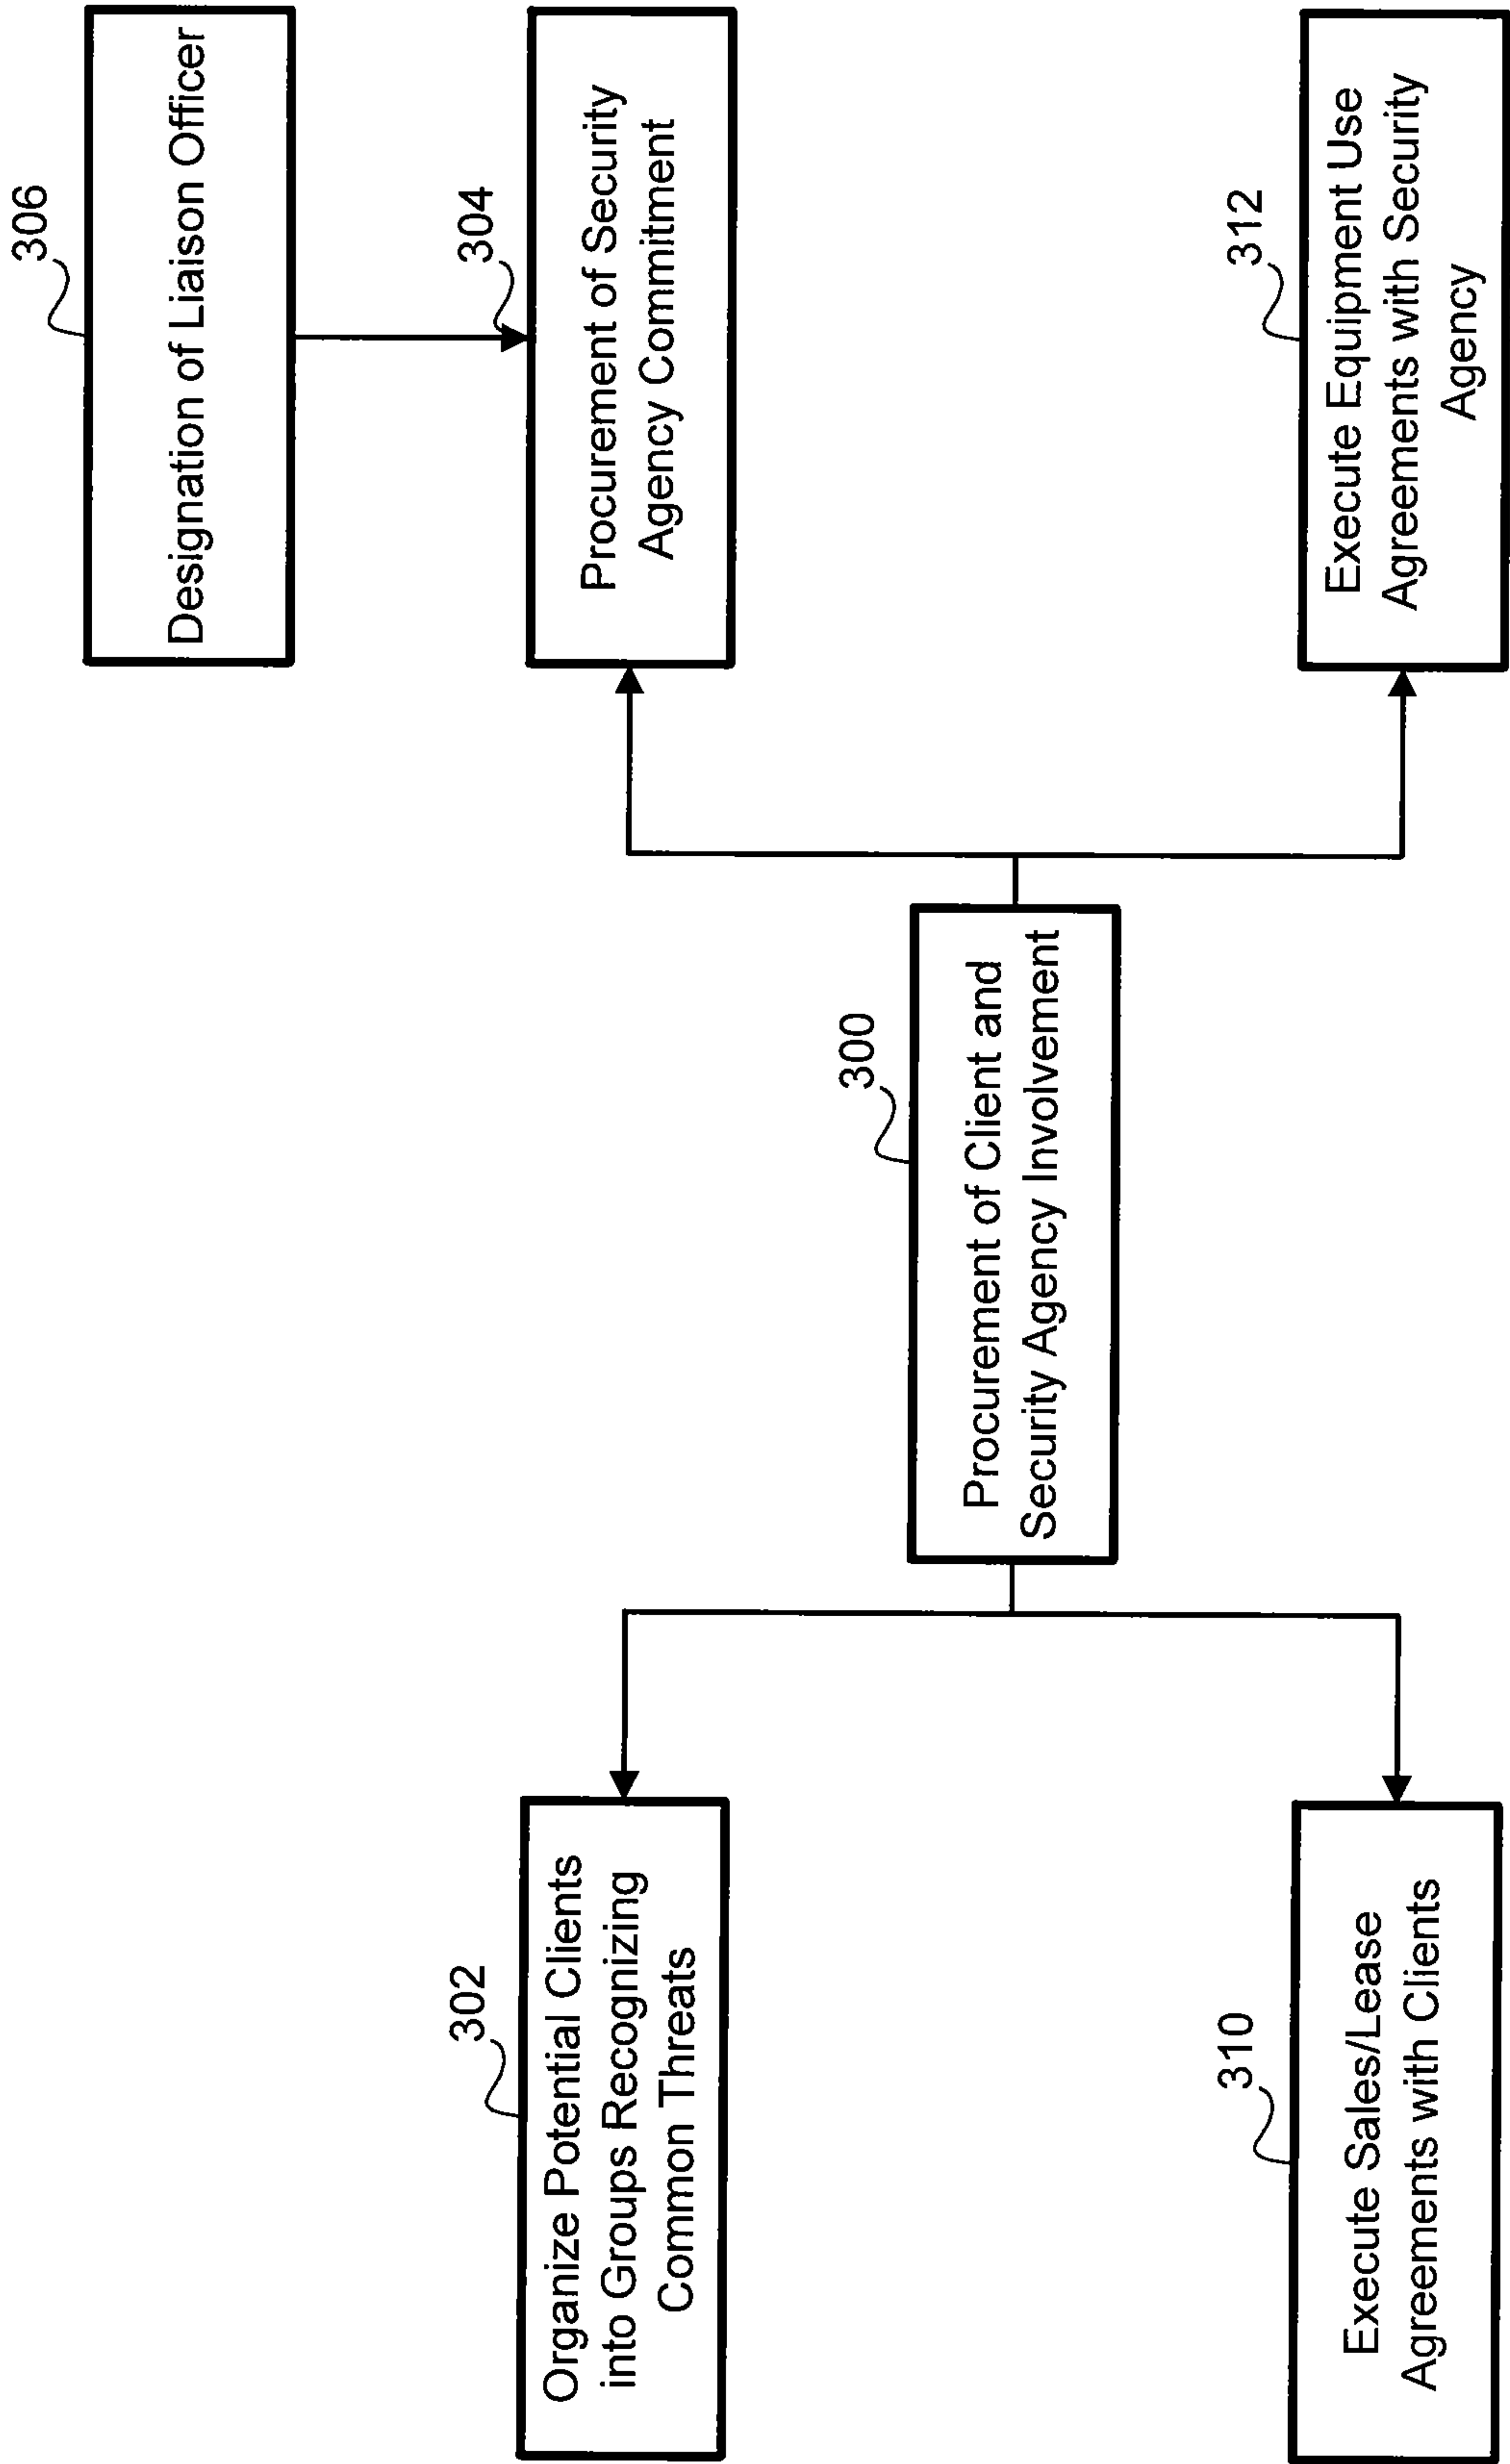 306
Designation of Liaison Officer
302
Organize Potential Clients
into Groups Recognizing
Common Threats
304
Procurement of Security
Agency Commitment
300
Procurement of Client and
Security Agency Involvement
310
Execute Sales/Lease
Agreements with Clients
312
Execute Equipment Use
Agreements with Security
Agency